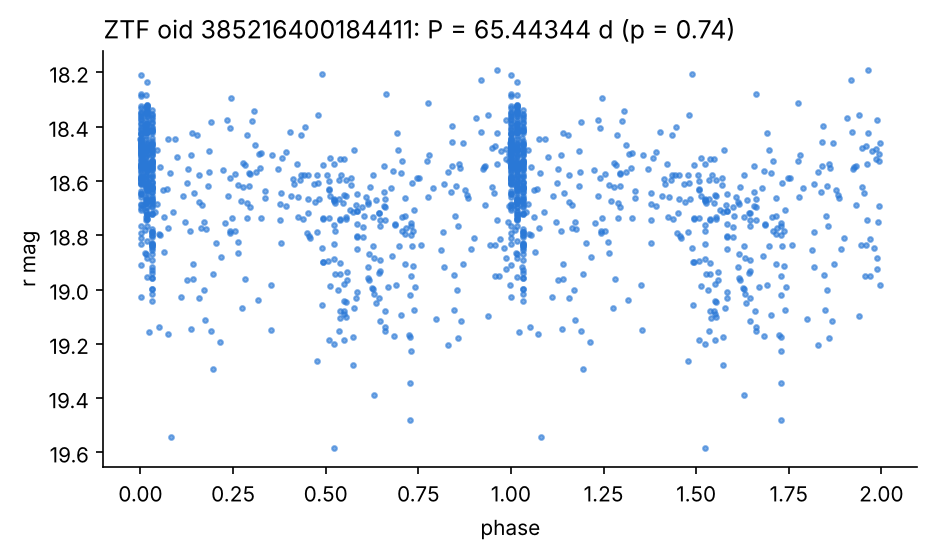 ZTF oid 385216400184411: P = 65.44344 d (p = 0.74)
18.2
18.4
18.6
18.8
19.0
19.2
19.4
19.6
r mag
0.00 0.25 0.50 0.75 1.00 1.25 1.50 1.75 2.00
phase